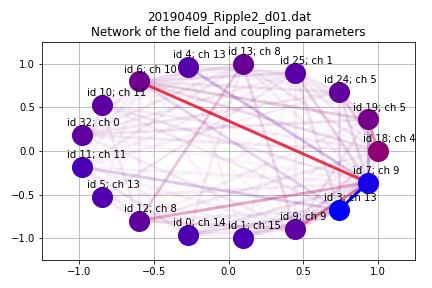 20190409_Ripple2_d01.dat
Network of the field and coupling parameters
id 4; ch 13
id 13; ch 8
id 25; ch 1
id 6; ch 10
id 24; ch 5
id 10; ch 11
id 19; ch 5
id 32; ch 0
id 18; ch 4
id 11; ch 11
id 7; ch 9
id 5; ch 13
id 3; ch 13
id 12; ch 8
id 9; ch 9
id 0; ch 14
id 1; ch 15
1.0
0.5
0.0
−0.5
−1.0
−1.0 −0.5 0.0 0.5 1.0